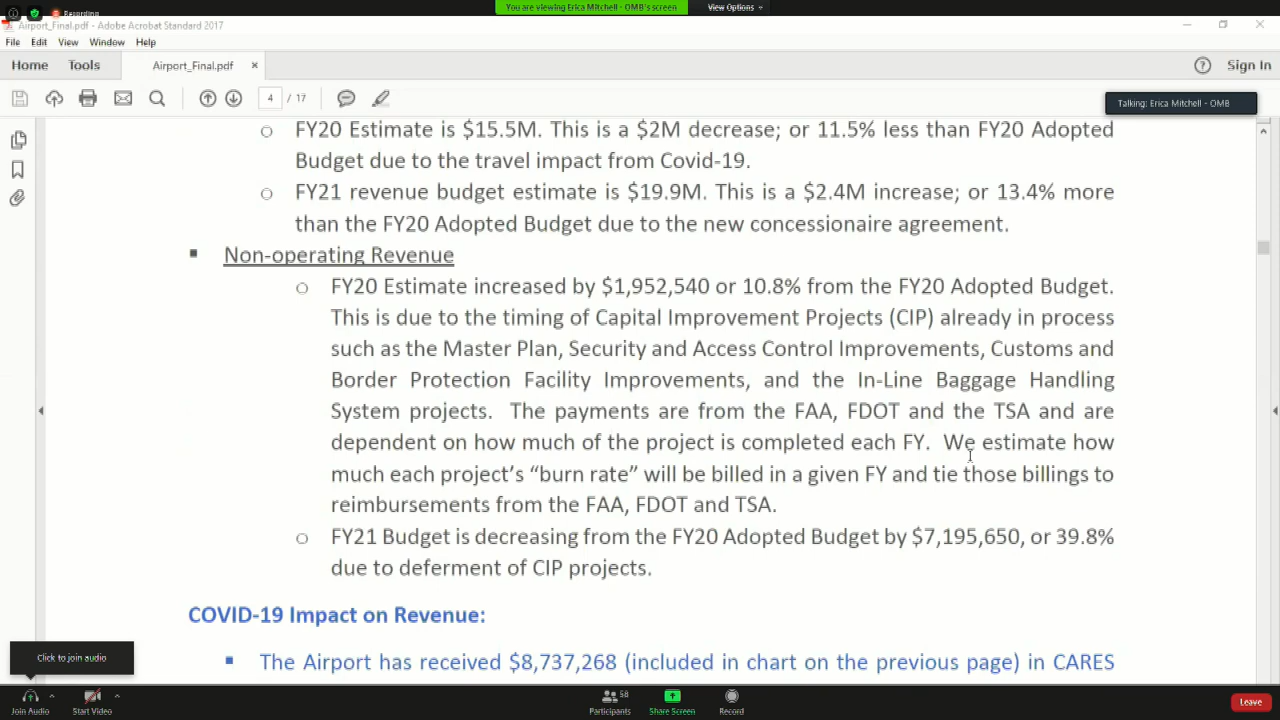 Recording
You are viewing Erica Mitchell - OMB's screen
View Options
Airport_Final.pdf - Adobe Acrobat Standard 2017
File Edit View Window Help
Home Tools Airport_Final.pdf × Sign In
4 / 17
Talking: Erica Mitchell - OMB
○ FY20 Estimate is $15.5M. This is a $2M decrease; or 11.5% less than FY20 Adopted
Budget due to the travel impact from Covid-19.
○ FY21 revenue budget estimate is $19.9M. This is a $2.4M increase; or 13.4% more
than the FY20 Adopted Budget due to the new concessionaire agreement.
▪ Non-operating Revenue
○ FY20 Estimate increased by $1,952,540 or 10.8% from the FY20 Adopted Budget.
This is due to the timing of Capital Improvement Projects (CIP) already in process
such as the Master Plan, Security and Access Control Improvements, Customs and
Border Protection Facility Improvements, and the In-Line Baggage Handling
System projects. The payments are from the FAA, FDOT and the TSA and are
dependent on how much of the project is completed each FY. We estimate how
much each project's “burn rate” will be billed in a given FY and tie those billings to
reimbursements from the FAA, FDOT and TSA.
○ FY21 Budget is decreasing from the FY20 Adopted Budget by $7,195,650, or 39.8%
due to deferment of CIP projects.
COVID-19 Impact on Revenue:
▪ The Airport has received $8,737,268 (included in chart on the previous page) in CARES
Click to join audio
58
Join Audio Start Video Participants Share Screen Record Leave